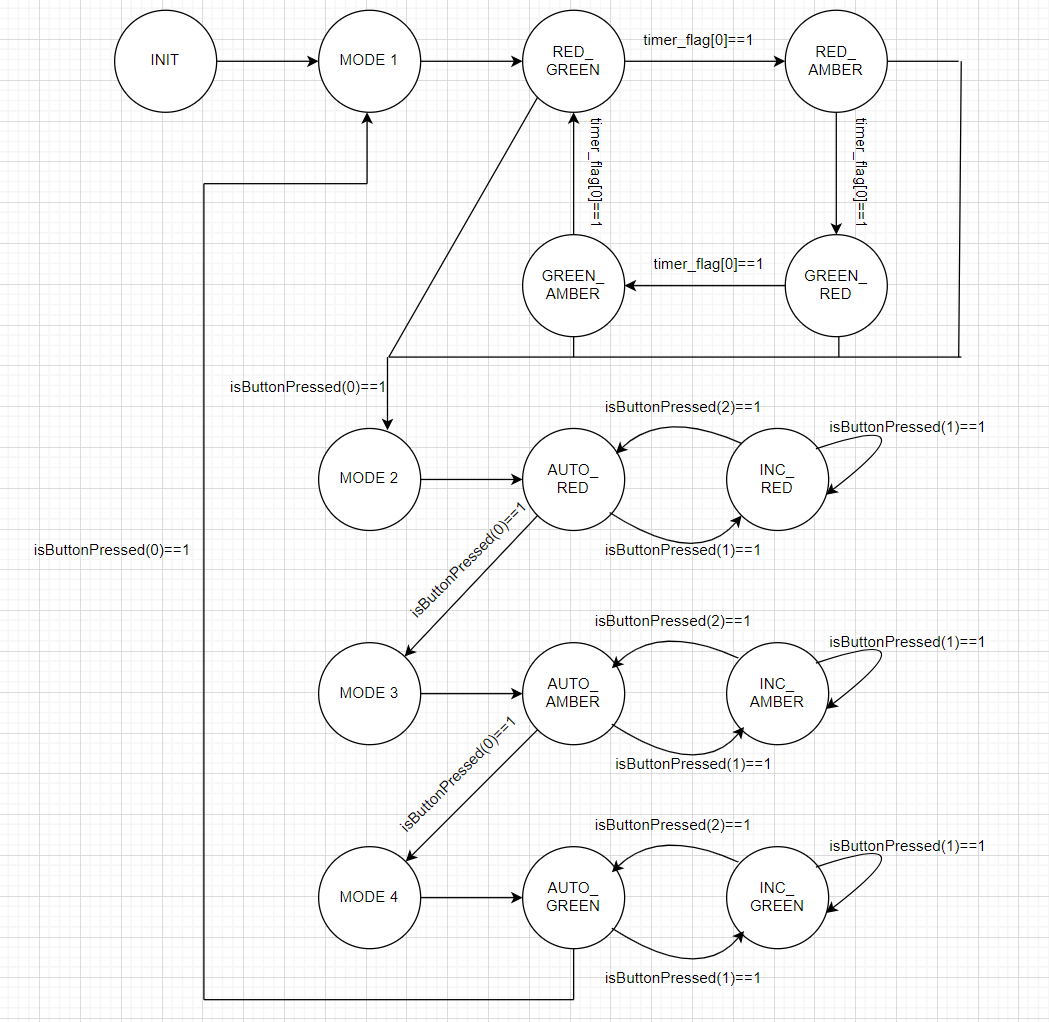 INIT
MODE 1
RED_
GREEN
timer_flag[0]==1
RED_
AMBER
timer_flag[0]==1
timer_flag[0]==1
GREEN_
AMBER
timer_flag[0]==1
GREEN_
RED
isButtonPressed(0)==1
isButtonPressed(2)==1
isButtonPressed(1)==1
MODE 2
AUTO_
RED
INC_
RED
isButtonPressed(0)==1
isButtonPressed(1)==1
isButtonPressed(0)==1
isButtonPressed(2)==1
isButtonPressed(1)==1
MODE 3
AUTO_
AMBER
INC_
AMBER
isButtonPressed(0)==1
isButtonPressed(1)==1
isButtonPressed(2)==1
isButtonPressed(1)==1
MODE 4
AUTO_
GREEN
INC_
GREEN
isButtonPressed(1)==1